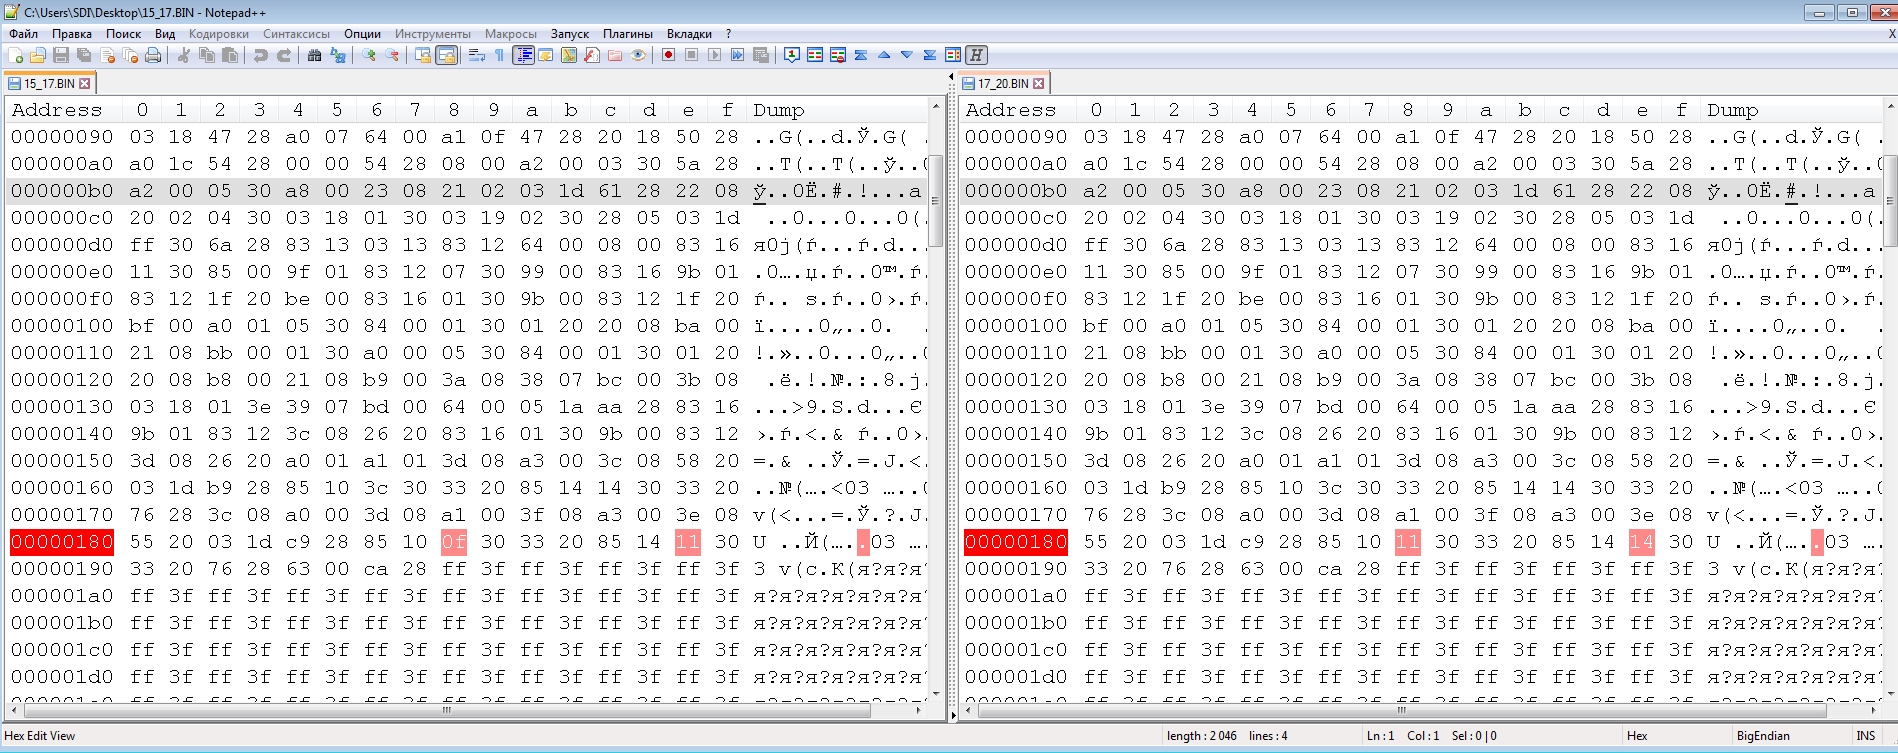 C:\Users\SDI\Desktop\15_17.BIN - Notepad++
Файл Правка Поиск Вид Кодировки Синтаксисы Опции Инструменты Макросы Запуск Плагины Вкладки ? X
15_17.BIN
Address 0 1 2 3 4 5 6 7 8 9 a b c d e f Dump
00000090 03 18 47 28 a0 07 64 00 a1 0f 47 28 20 18 50 28 ..G(..d.Ў.G( .
000000a0 a0 1c 54 28 00 00 54 28 08 00 a2 00 03 30 5a 28 ..T(..T(..ў..0
000000b0 a2 00 05 30 a8 00 23 08 21 02 03 1d 61 28 22 08 ў..0Ё.#.!...a
000000c0 20 02 04 30 03 18 01 30 03 19 02 30 28 05 03 1d ..0...0...0(.
000000d0 ff 30 6a 28 83 13 03 13 83 12 64 00 08 00 83 16 я0j(ѓ...ѓ.d...
000000e0 11 30 85 00 9f 01 83 12 07 30 99 00 83 16 9b 01 .0….џ.ѓ..0™.ѓ.
000000f0 83 12 1f 20 be 00 83 16 01 30 9b 00 83 12 1f 20 ѓ.. ѕ.ѓ..0›.ѓ.
00000100 bf 00 a0 01 05 30 84 00 01 30 01 20 20 08 ba 00 ї....0„..0. .
00000110 21 08 bb 00 01 30 a0 00 05 30 84 00 01 30 01 20 !.»..0...0„..0
00000120 20 08 b8 00 21 08 b9 00 3a 08 38 07 bc 00 3b 08 .ё.!.№.:.8.ј.
00000130 03 18 01 3e 39 07 bd 00 64 00 05 1a aa 28 83 16 ...>9.Ѕ.d...Є
00000140 9b 01 83 12 3c 08 26 20 83 16 01 30 9b 00 83 12 ›.ѓ.<.& ѓ..0›.
00000150 3d 08 26 20 a0 01 a1 01 3d 08 a3 00 3c 08 58 20 =.& ..Ў.=.Ј.<.
00000160 03 1d b9 28 85 10 3c 30 33 20 85 14 14 30 33 20 ..№(….<03 …..0
00000170 76 28 3c 08 a0 00 3d 08 a1 00 3f 08 a3 00 3e 08 v(<...=.Ў.?.Ј.
00000180 55 20 03 1d c9 28 85 10 0f 30 33 20 85 14 11 30 U ..Й(…..03 ….
00000190 33 20 76 28 63 00 ca 28 ff 3f ff 3f ff 3f ff 3f 3 v(c.К(я?я?я?
000001a0 ff 3f ff 3f ff 3f ff 3f ff 3f ff 3f ff 3f ff 3f я?я?я?я?я?я?я?
000001b0 ff 3f ff 3f ff 3f ff 3f ff 3f ff 3f ff 3f ff 3f я?я?я?я?я?я?я?
000001c0 ff 3f ff 3f ff 3f ff 3f ff 3f ff 3f ff 3f ff 3f я?я?я?я?я?я?я?
000001d0 ff 3f ff 3f ff 3f ff 3f ff 3f ff 3f ff 3f ff 3f я?я?я?я?я?я?я?
17_20.BIN
Address 0 1 2 3 4 5 6 7 8 9 a b c d e f Dump
00000090 03 18 47 28 a0 07 64 00 a1 0f 47 28 20 18 50 28 ..G(..d.Ў.G( .
000000a0 a0 1c 54 28 00 00 54 28 08 00 a2 00 03 30 5a 28 ..T(..T(..ў..0
000000b0 a2 00 05 30 a8 00 23 08 21 02 03 1d 61 28 22 08 ў..0Ё.#.!...a
000000c0 20 02 04 30 03 18 01 30 03 19 02 30 28 05 03 1d ..0...0...0(.
000000d0 ff 30 6a 28 83 13 03 13 83 12 64 00 08 00 83 16 я0j(ѓ...ѓ.d...
000000e0 11 30 85 00 9f 01 83 12 07 30 99 00 83 16 9b 01 .0….џ.ѓ..0™.ѓ.
000000f0 83 12 1f 20 be 00 83 16 01 30 9b 00 83 12 1f 20 ѓ.. ѕ.ѓ..0›.ѓ.
00000100 bf 00 a0 01 05 30 84 00 01 30 01 20 20 08 ba 00 ї....0„..0. .
00000110 21 08 bb 00 01 30 a0 00 05 30 84 00 01 30 01 20 !.»..0...0„..0
00000120 20 08 b8 00 21 08 b9 00 3a 08 38 07 bc 00 3b 08 .ё.!.№.:.8.ј.
00000130 03 18 01 3e 39 07 bd 00 64 00 05 1a aa 28 83 16 ...>9.Ѕ.d...Є
00000140 9b 01 83 12 3c 08 26 20 83 16 01 30 9b 00 83 12 ›.ѓ.<.& ѓ..0›.
00000150 3d 08 26 20 a0 01 a1 01 3d 08 a3 00 3c 08 58 20 =.& ..Ў.=.Ј.<.
00000160 03 1d b9 28 85 10 3c 30 33 20 85 14 14 30 33 20 ..№(….<03 …..0
00000170 76 28 3c 08 a0 00 3d 08 a1 00 3f 08 a3 00 3e 08 v(<...=.Ў.?.Ј.
00000180 55 20 03 1d c9 28 85 10 11 30 33 20 85 14 14 30 U ..Й(…..03 ….
00000190 33 20 76 28 63 00 ca 28 ff 3f ff 3f ff 3f ff 3f 3 v(c.К(я?я?я?
000001a0 ff 3f ff 3f ff 3f ff 3f ff 3f ff 3f ff 3f ff 3f я?я?я?я?я?я?я?
000001b0 ff 3f ff 3f ff 3f ff 3f ff 3f ff 3f ff 3f ff 3f я?я?я?я?я?я?я?
000001c0 ff 3f ff 3f ff 3f ff 3f ff 3f ff 3f ff 3f ff 3f я?я?я?я?я?я?я?
000001d0 ff 3f ff 3f ff 3f ff 3f ff 3f ff 3f ff 3f ff 3f я?я?я?я?я?я?я?
Hex Edit View length : 2 046 lines : 4 Ln : 1 Col : 1 Sel : 0 | 0 Hex BigEndian INS